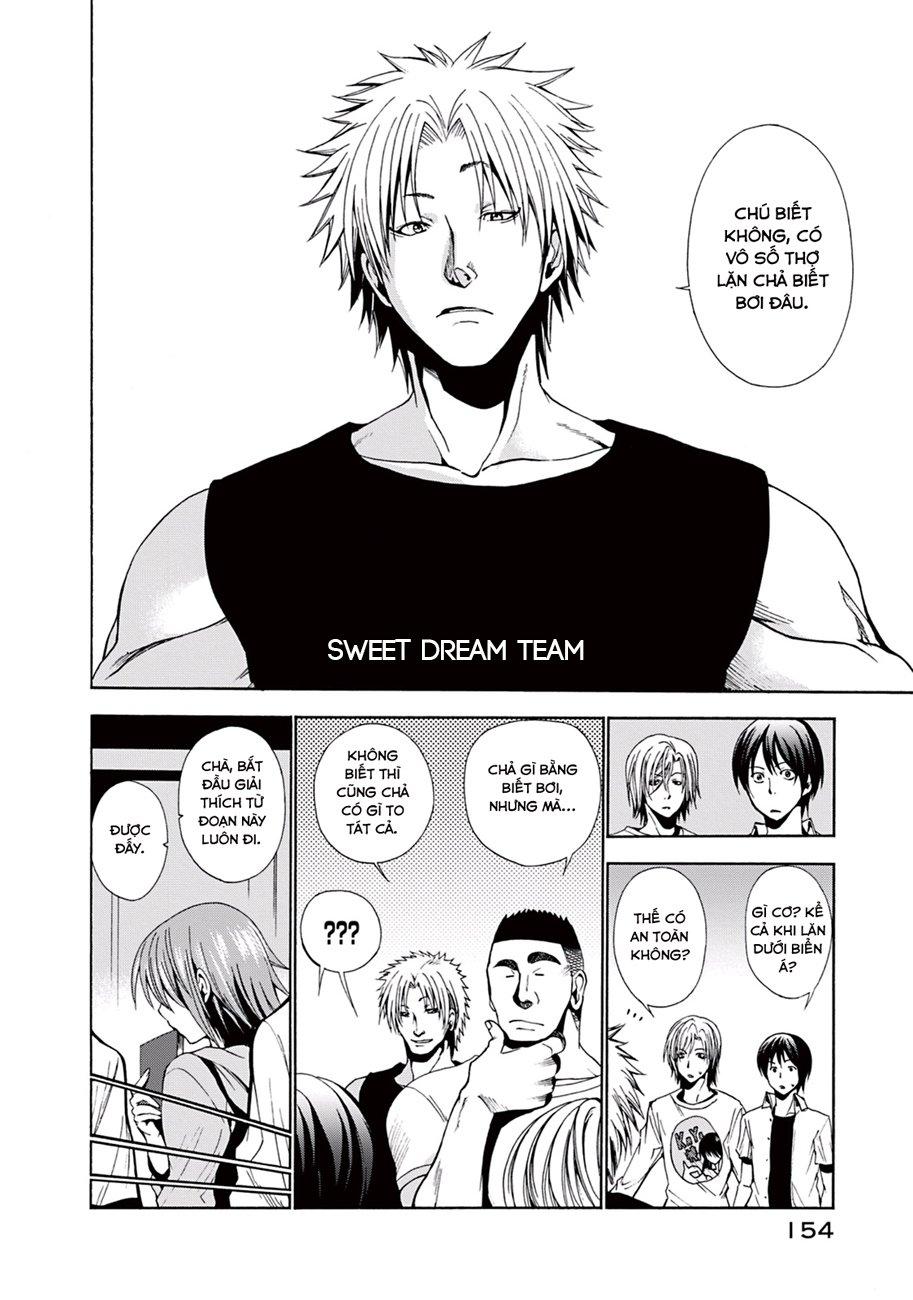 CHÚ BIẾT
KHÔNG, CÓ
VÔ SỐ THỢ
LẶN CHẢ BIẾT
BƠI ĐÂU.
SWEET DREAM TEAM
GÌ CƠ? KỂ
CẢ KHI LẶN
DƯỚI BIỂN
Á?
THẾ CÓ
AN TOÀN
KHÔNG?
CHẢ GÌ BẰNG
BIẾT BƠI,
NHƯNG MÀ...
KHÔNG
BIẾT THÌ
CŨNG CHẢ
CÓ GÌ TO
TÁT CẢ.
???
CHÀ, BẮT
ĐẦU GIẢI
THÍCH TỪ
ĐOẠN NÀY
LUÔN ĐI.
ĐƯỢC
ĐẤY.
154